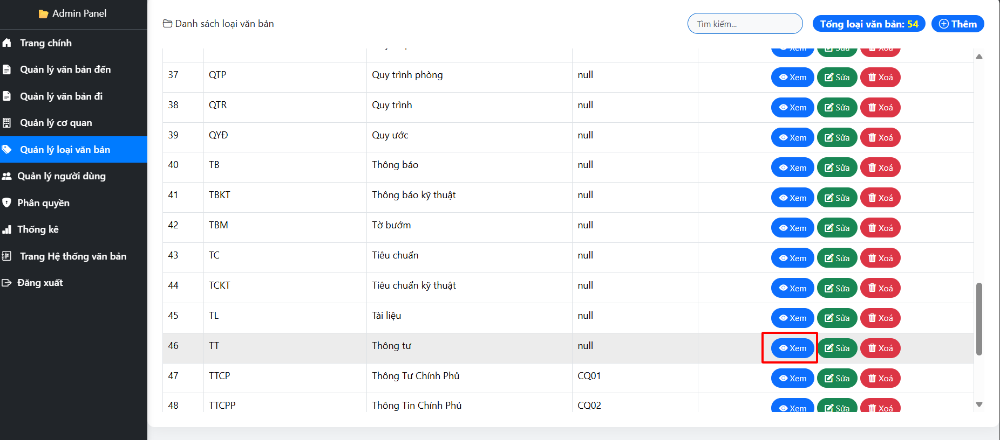 Admin Panel
Trang chính
Quản lý văn bản đến
Quản lý văn bản đi
Quản lý cơ quan
Quản lý loại văn bản
Quản lý người dùng
Phân quyền
Thống kê
Trang Hệ thống văn bản
Đăng xuất
Danh sách loại văn bản
Tìm kiếm...
Tổng loại văn bản: 54
Thêm
Xem Sửa Xoá
37 QTP Quy trình phòng null Xem Sửa Xoá
38 QTR Quy trình null Xem Sửa Xoá
39 QYĐ Quy ước null Xem Sửa Xoá
40 TB Thông báo null Xem Sửa Xoá
41 TBKT Thông báo kỹ thuật null Xem Sửa Xoá
42 TBM Tờ bướm null Xem Sửa Xoá
43 TC Tiêu chuẩn null Xem Sửa Xoá
44 TCKT Tiêu chuẩn kỹ thuật null Xem Sửa Xoá
45 TL Tài liệu null Xem Sửa Xoá
46 TT Thông tư null Xem Sửa Xoá
47 TTCP Thông Tư Chính Phủ CQ01 Xem Sửa Xoá
48 TTCPP Thông Tin Chính Phủ CQ02 Xem Sửa Xoá